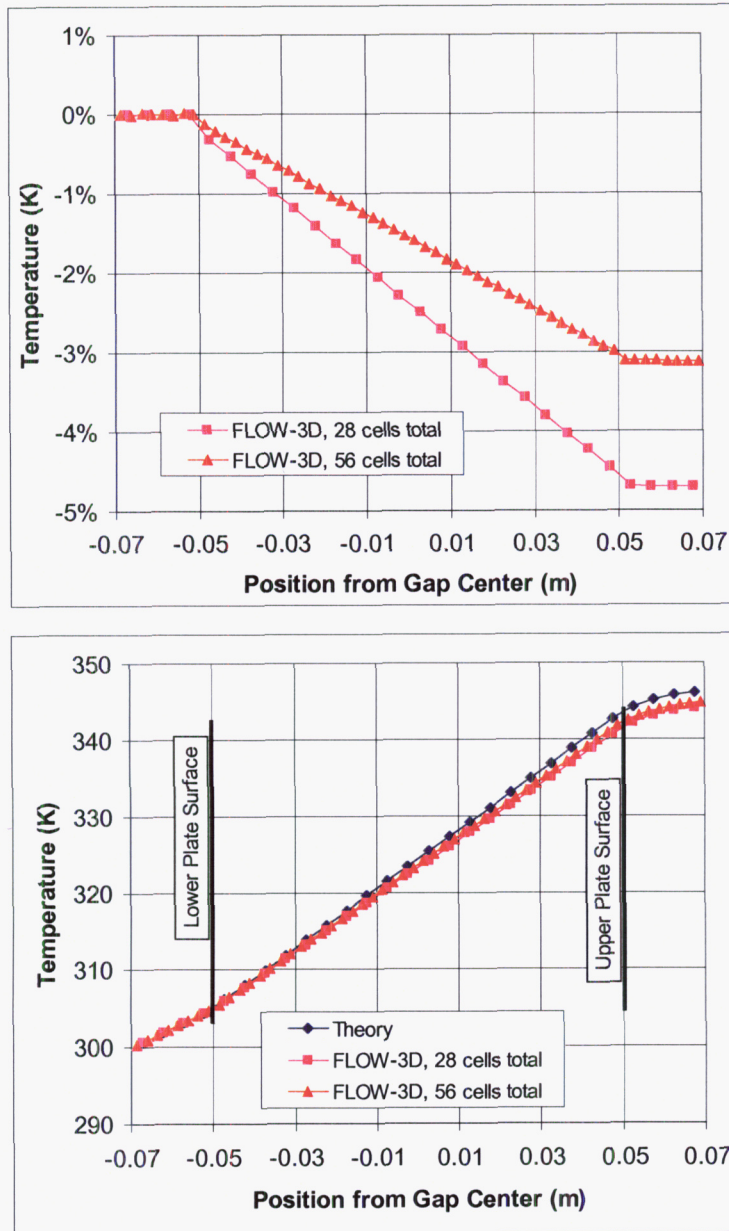 1%
0%
-1%
-2%
-3%
-4%
-5%
Temperature (K)
FLOW-3D, 28 cells total
FLOW-3D, 56 cells total
-0.07 -0.05 -0.03 -0.01 0.01 0.03 0.05 0.07
Position from Gap Center (m)
350
340
330
320
310
300
290
Temperature (K)
Lower Plate Surface
Upper Plate Surface
Theory
FLOW-3D, 28 cells total
FLOW-3D, 56 cells total
-0.07 -0.05 -0.03 -0.01 0.01 0.03 0.05 0.07
Position from Gap Center (m)